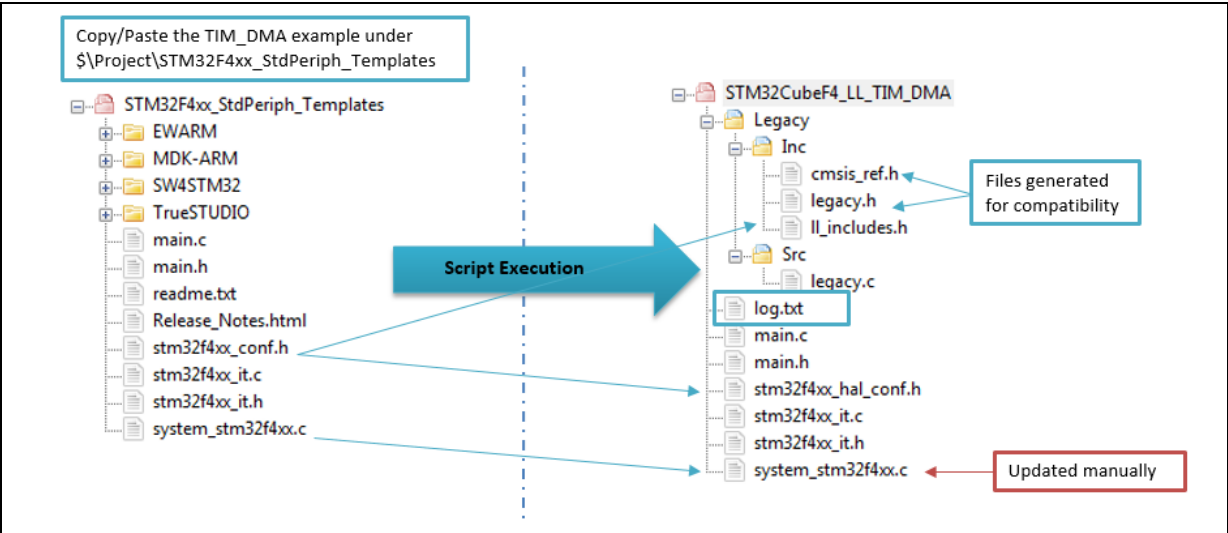 Copy/Paste the TIM_DMA example under
$\Project\STM32F4xx_StdPeriph_Templates
STM32F4xx_StdPeriph_Templates
EWARM
MDK-ARM
SW4STM32
TrueSTUDIO
main.c
main.h
readme.txt
Release_Notes.html
stm32f4xx_conf.h
stm32f4xx_it.c
stm32f4xx_it.h
system_stm32f4xx.c
Script Execution
STM32CubeF4_LL_TIM_DMA
Legacy
Inc
cmsis_ref.h
legacy.h
ll_includes.h
Src
legacy.c
log.txt
main.c
main.h
stm32f4xx_hal_conf.h
stm32f4xx_it.c
stm32f4xx_it.h
system_stm32f4xx.c
Files generated
for compatibility
Updated manually